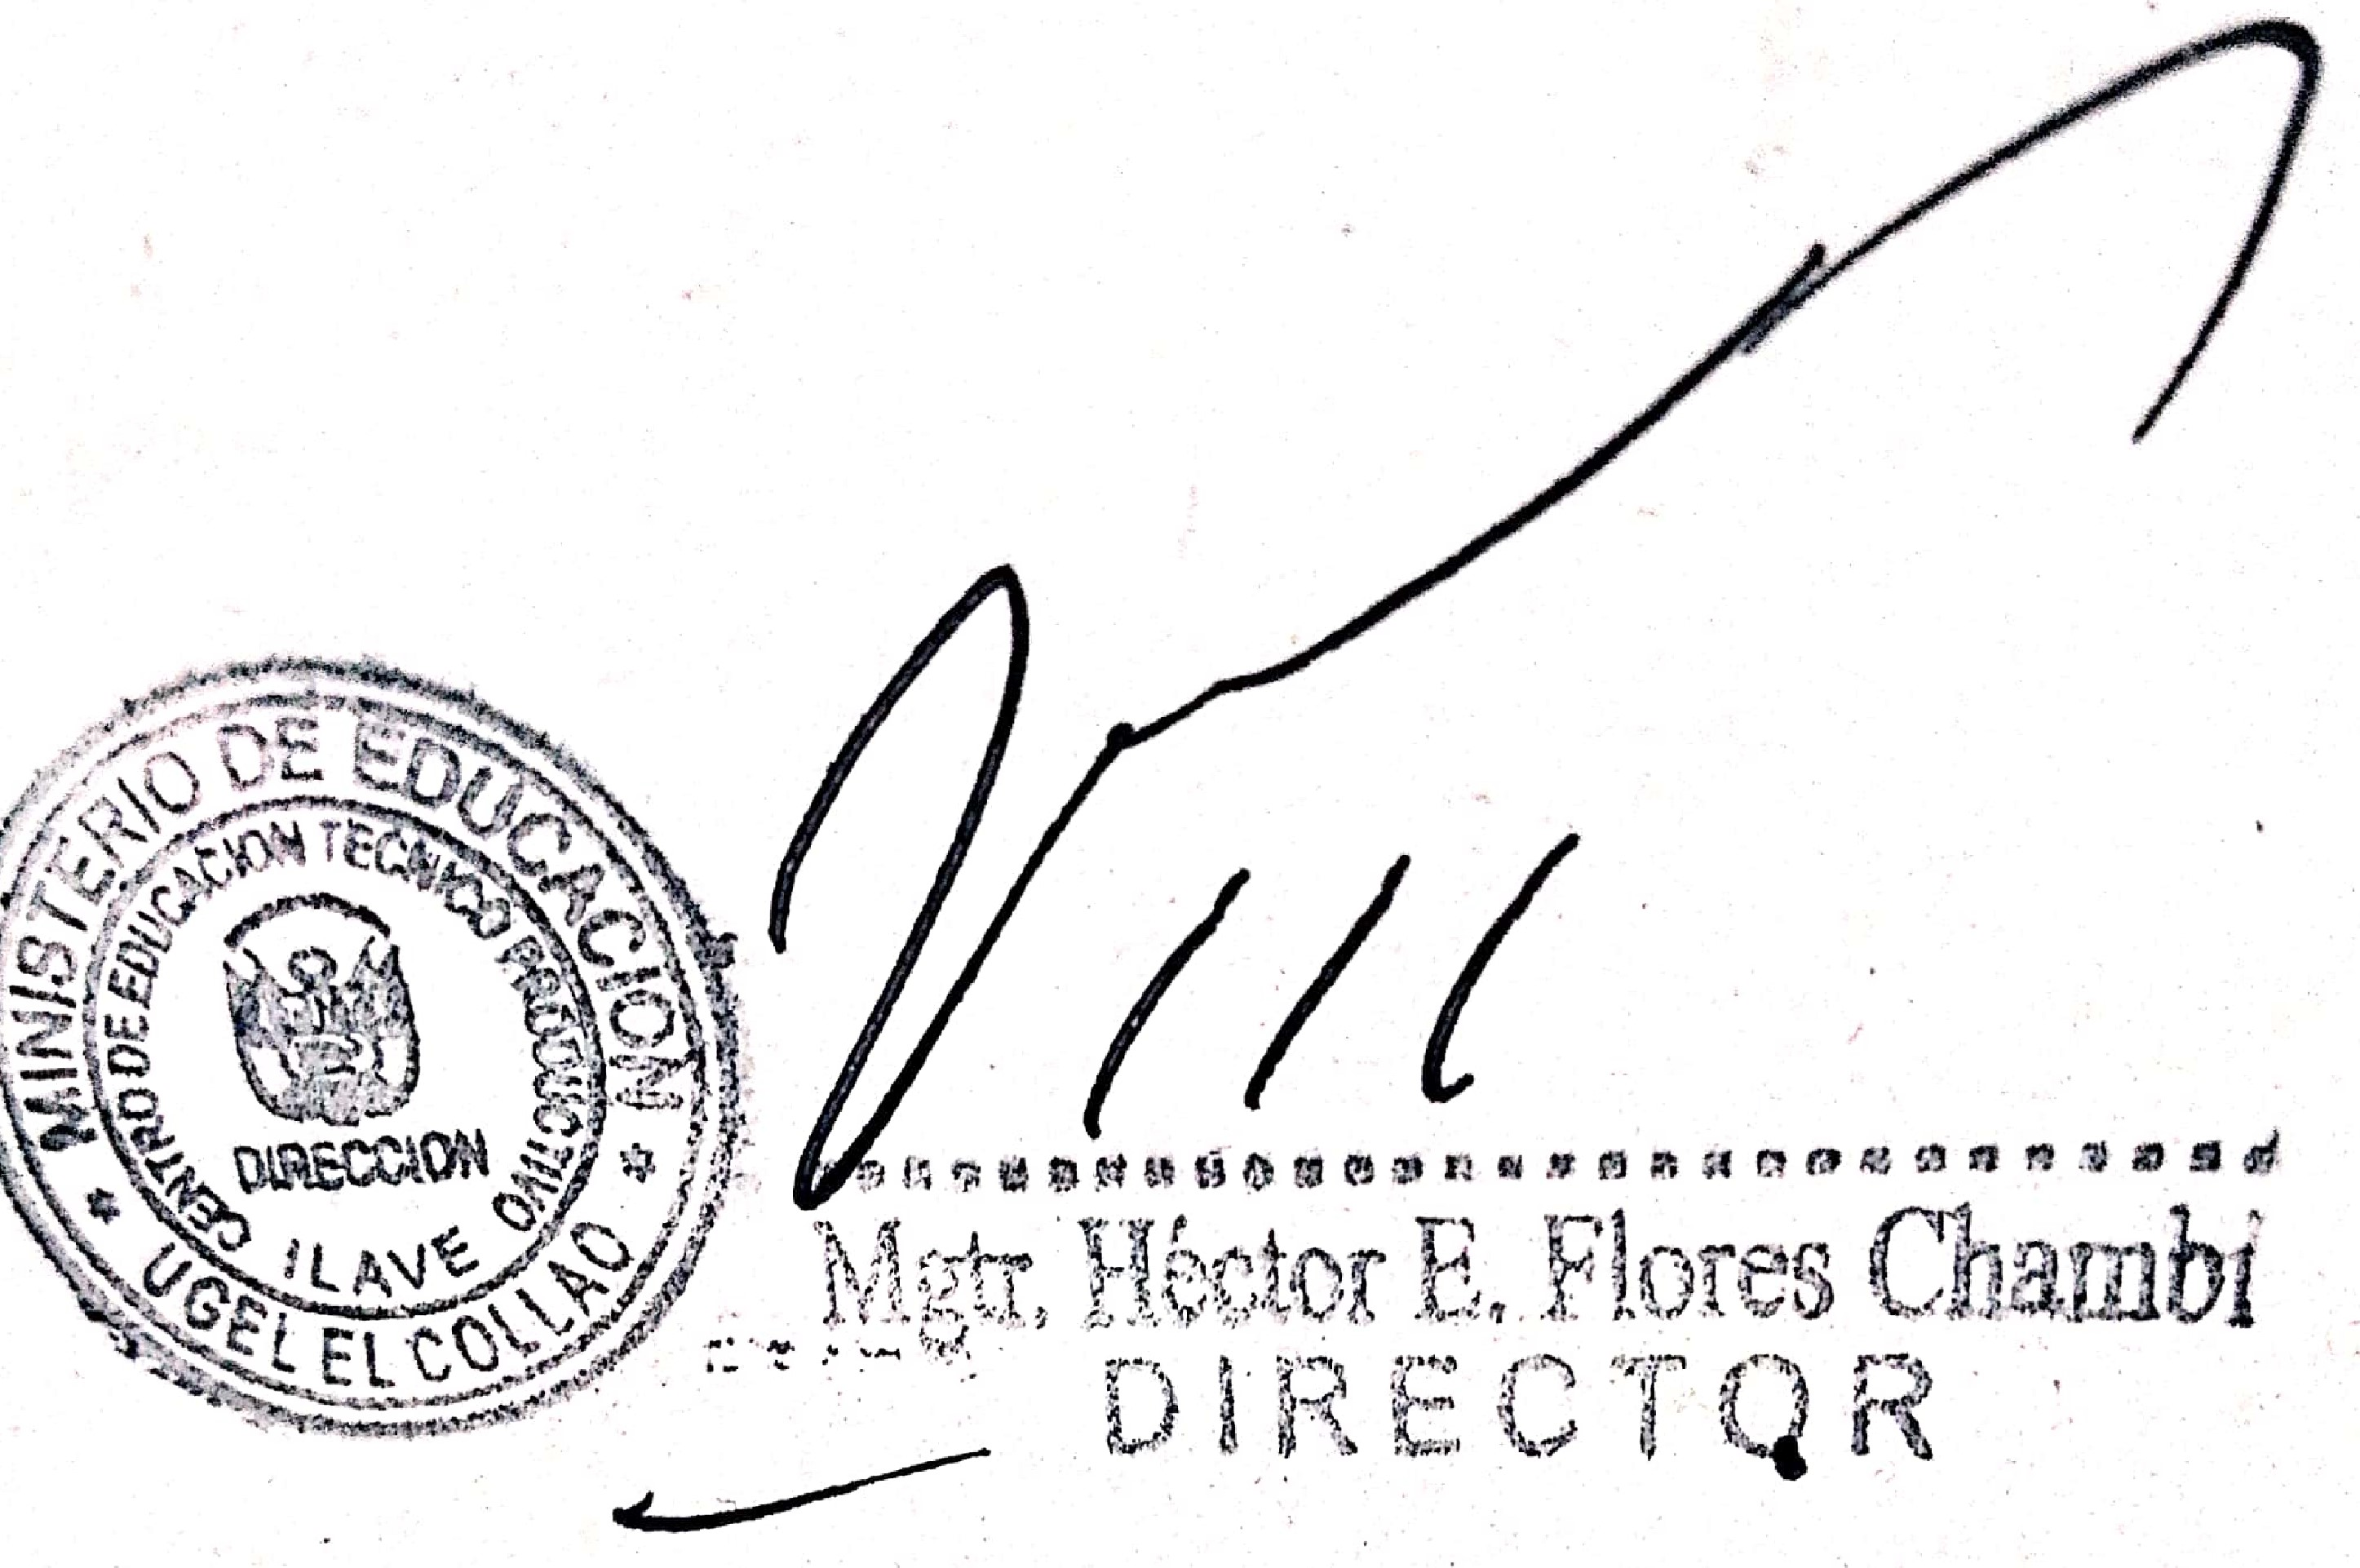 MINISTERIO DE EDUCACION
CENTRO DE EDUCACION TECNICO PRODUCTIVO
DIRECCION
ILAVE
* UGEL EL COLLAO *
Mgtr. Héctor E. Flores Chambi
DIRECTOR